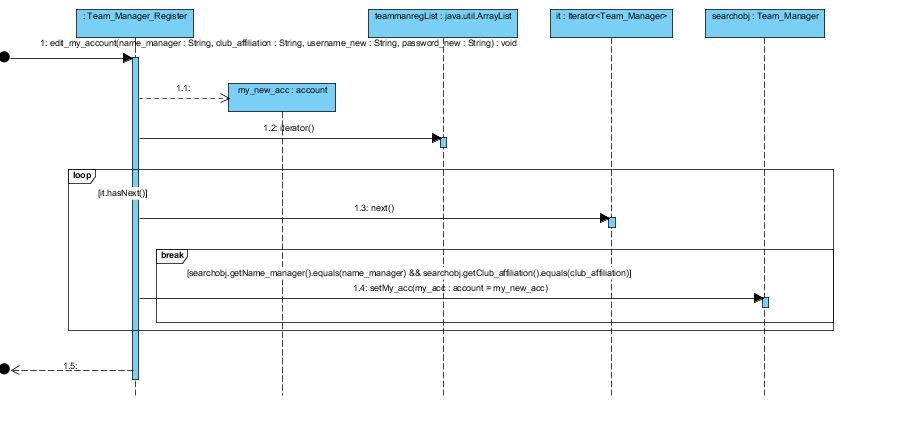 : Team_Manager_Register
teammanregList : java.util.ArrayList
it : Iterator<Team_Manager>
searchobj : Team_Manager
1: edit_my_account(name_manager : String, club_affiliation : String, username_new : String, password_new : String) : void
1.1:
my_new_acc : account
1.2: iterator()
loop
[it.hasNext()]
1.3: next()
break
[searchobj.getName_manager().equals(name_manager) && searchobj.getClub_affiliation().equals(club_affiliation)]
1.4: setMy_acc(my_acc : account = my_new_acc)
1.5: